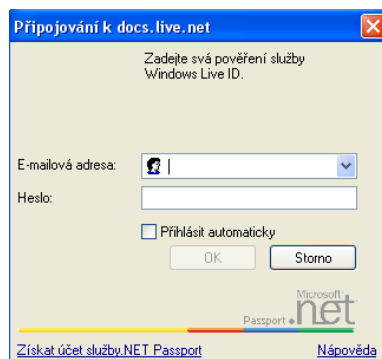 Připojování k docs.live.net
Zadejte svá pověření služby
Windows Live ID.
E-mailová adresa:
Heslo:
Přihlásit automaticky
OK
Storno
Microsoft
Passport net
Získat účet služby.NET Passport
Nápověda